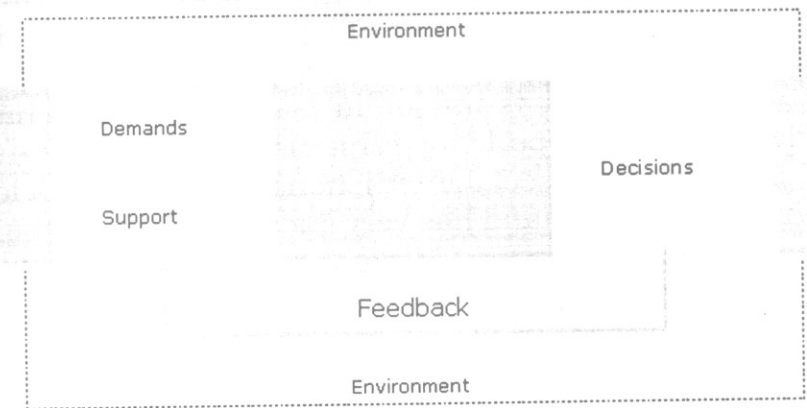 Environment
Demands
Decisions
Support
Feedback
Environment